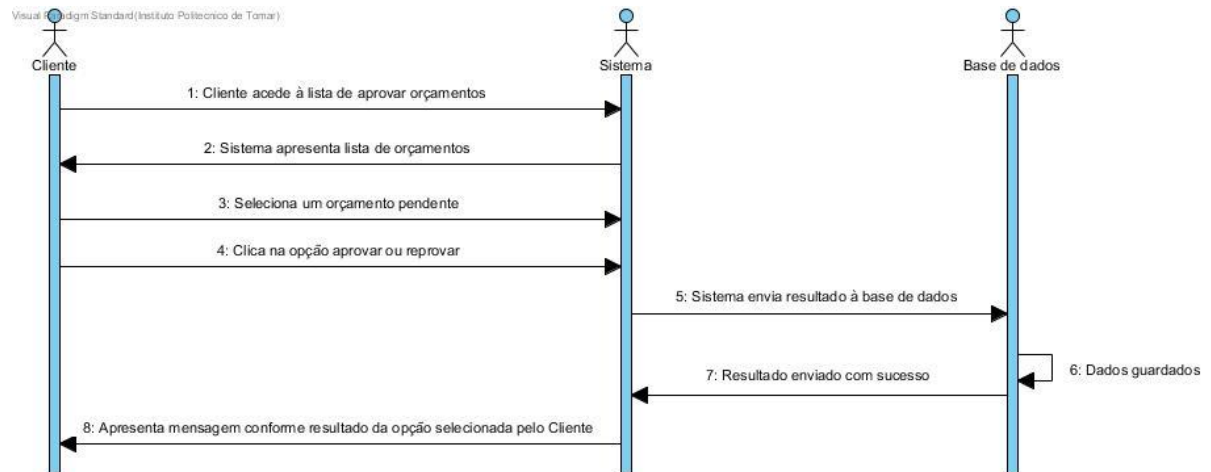 Visual Paradigm Standard(Instituto Politecnico de Tomar)
Cliente
Sistema
Base de dados
1: Cliente acede à lista de aprovar orçamentos
2: Sistema apresenta lista de orçamentos
3: Seleciona um orçamento pendente
4: Clica na opção aprovar ou reprovar
5: Sistema envia resultado à base de dados
6: Dados guardados
7: Resultado enviado com sucesso
8: Apresenta mensagem conforme resultado da opção selecionada pelo Cliente